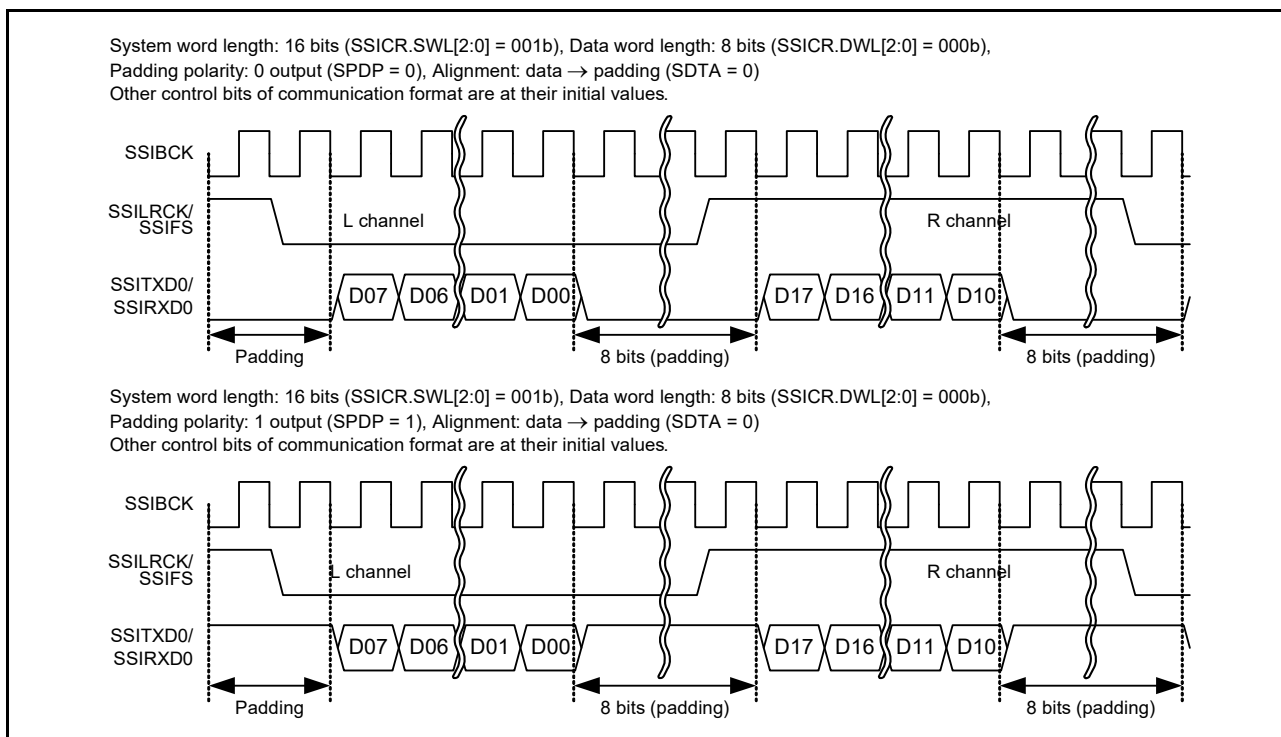 System word length: 16 bits (SSICR.SWL[2:0] = 001b), Data word length: 8 bits (SSICR.DWL[2:0] = 000b),
Padding polarity: 0 output (SPDP = 0), Alignment: data → padding (SDTA = 0)
Other control bits of communication format are at their initial values.
SSIBCK
SSILRCK/
SSIFS
L channel
R channel
SSITXD0/
SSIRXD0
D07 D06 D01 D00 D17 D16 D11 D10
Padding 8 bits (padding) 8 bits (padding)
System word length: 16 bits (SSICR.SWL[2:0] = 001b), Data word length: 8 bits (SSICR.DWL[2:0] = 000b),
Padding polarity: 1 output (SPDP = 1), Alignment: data → padding (SDTA = 0)
Other control bits of communication format are at their initial values.
SSIBCK
SSILRCK/
SSIFS
L channel
R channel
SSITXD0/
SSIRXD0
D07 D06 D01 D00 D17 D16 D11 D10
Padding 8 bits (padding) 8 bits (padding)